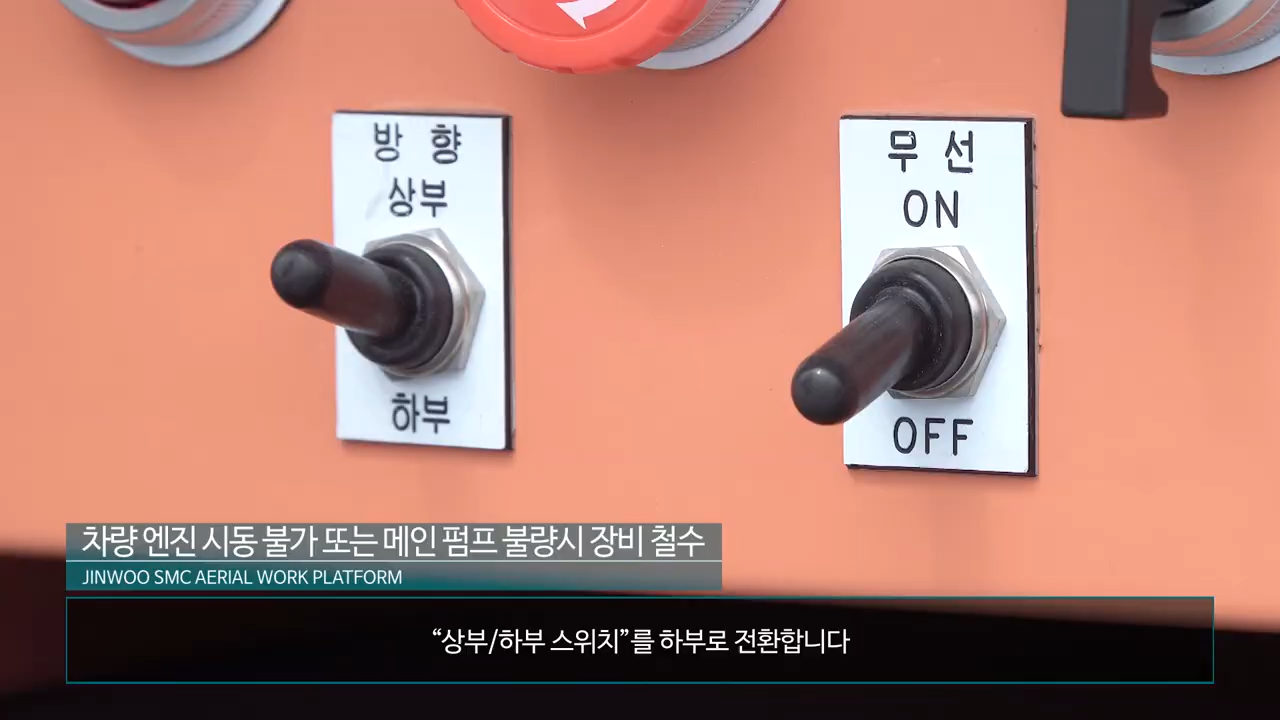 방 향
상부
하부
무 선
ON
OFF
차량 엔진 시동 불가 또는 메인 펌프 불량시 장비 철수
JINWOO SMC AERIAL WORK PLATFORM
“상부/하부 스위치”를 하부로 전환합니다